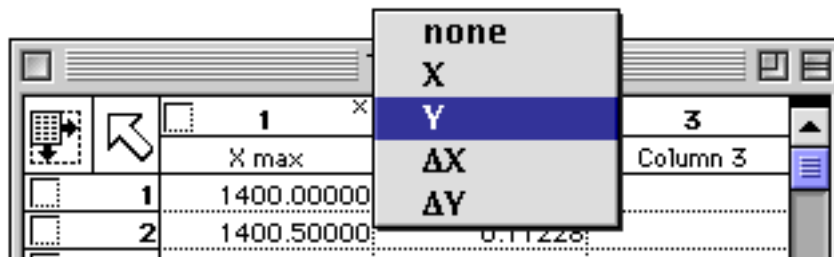 none
X
Y
ΔX
ΔY
1 X 3
X max Column 3
1 1400.00000
2 1400.50000 0.11228